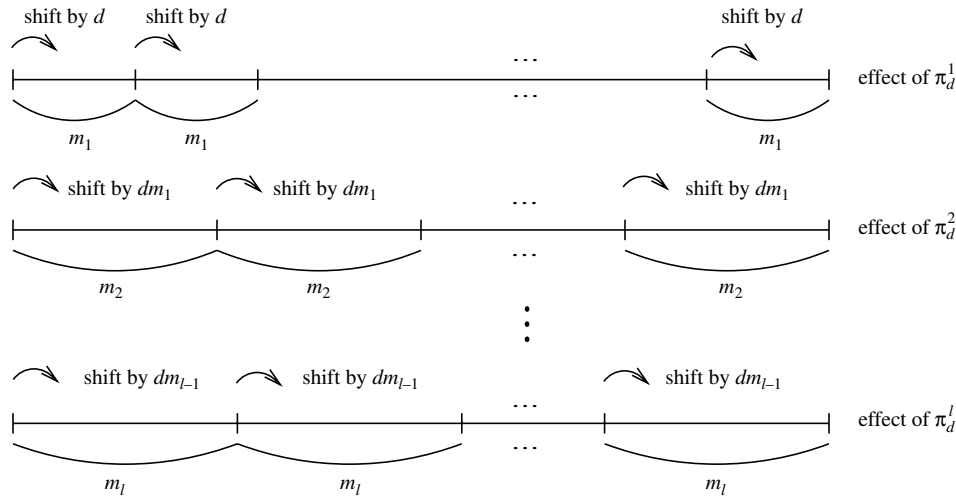 shift by d shift by d shift by d
… 
… effect of π_d^1
m_1 m_1 m_1
shift by dm_1 shift by dm_1 shift by dm_1
…
… effect of π_d^2
m_2 m_2 m_2
⋮
shift by dm_{l–1} shift by dm_{l–1} shift by dm_{l–1}
…
… effect of π_d^l
m_l m_l m_l